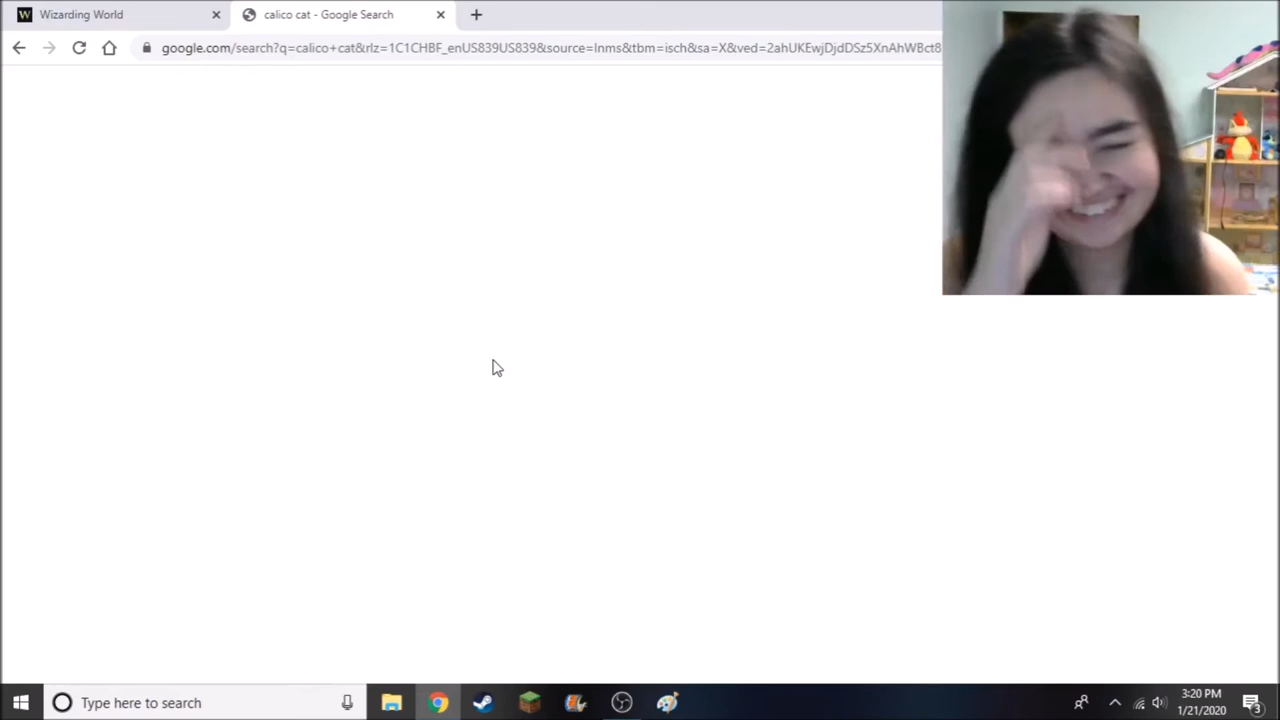 W Wizarding World
calico cat - Google Search
google.com/search?q=calico+cat&rlz=1C1CHBF_enUS839US839&source=lnms&tbm=isch&sa=X&ved=2ahUKEwjDjdDSz5XnAhWBct8
Type here to search
3:20 PM
1/21/2020
3